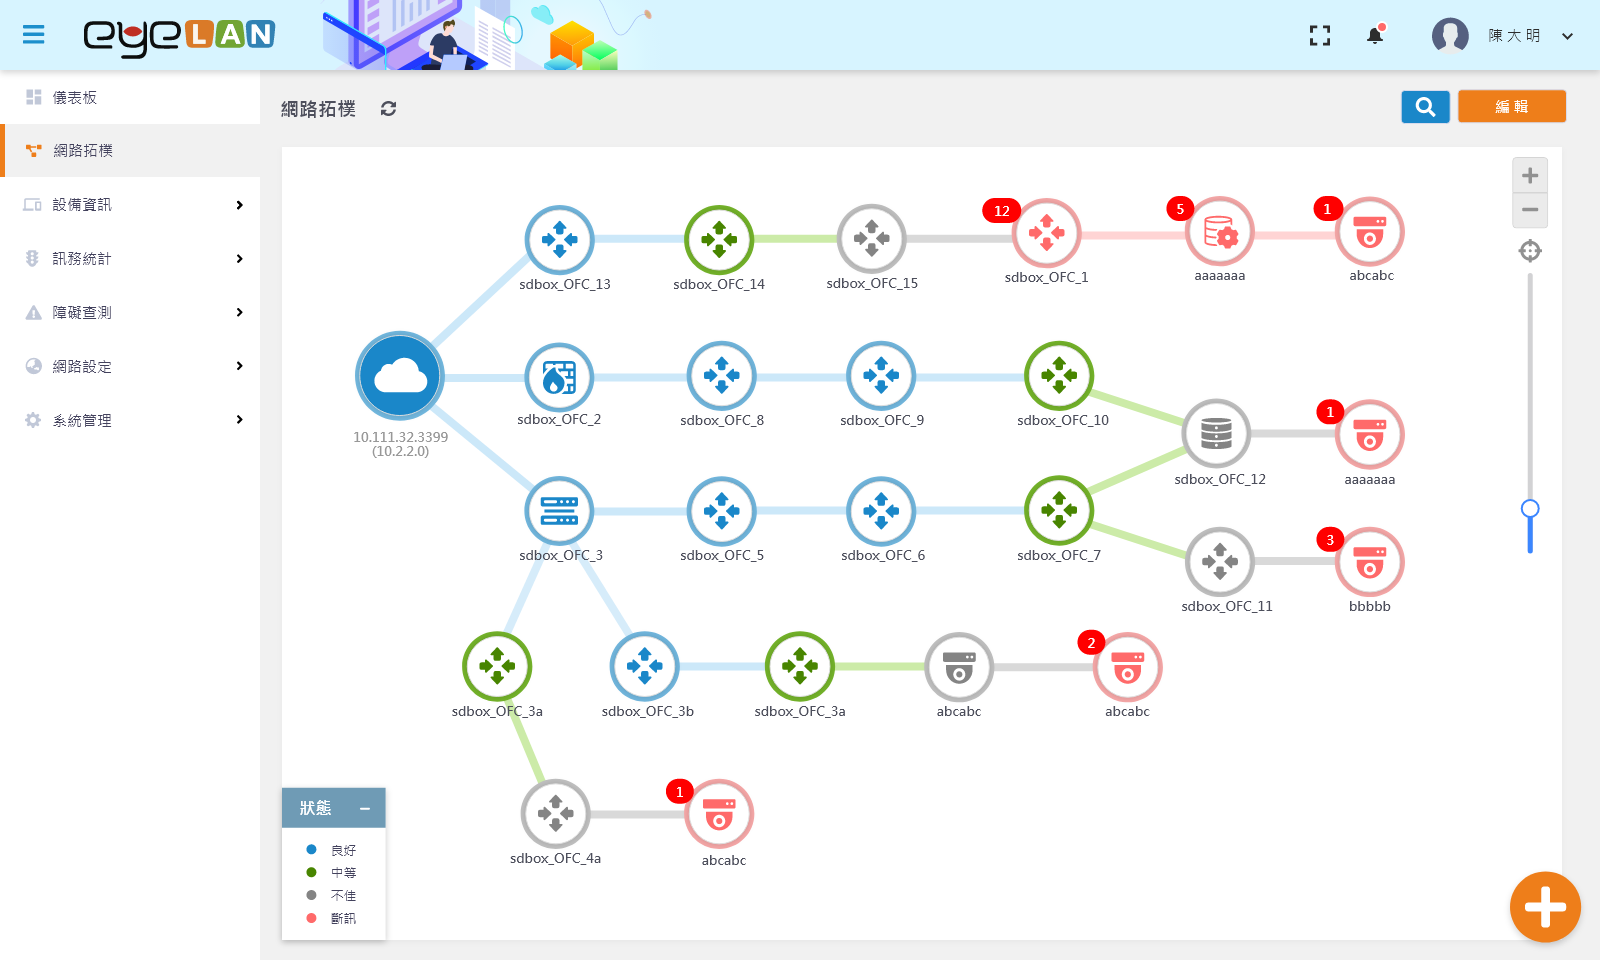 eyeLAN
陳大明
儀表板
網路拓樸
設備資訊
訊務統計
障礙查測
網路設定
系統管理
網路拓樸
編輯
12
5
1
sdbox_OFC_13
sdbox_OFC_14
sdbox_OFC_15
sdbox_OFC_1
aaaaaaa
abcabc
10.111.32.3399
(10.2.2.0)
sdbox_OFC_2
sdbox_OFC_8
sdbox_OFC_9
sdbox_OFC_10
1
sdbox_OFC_12
aaaaaaa
sdbox_OFC_3
sdbox_OFC_5
sdbox_OFC_6
sdbox_OFC_7
3
sdbox_OFC_11
bbbbb
2
sdbox_OFC_3a
sdbox_OFC_3b
sdbox_OFC_3a
abcabc
abcabc
1
sdbox_OFC_4a
abcabc
狀態
良好
中等
不佳
斷訊